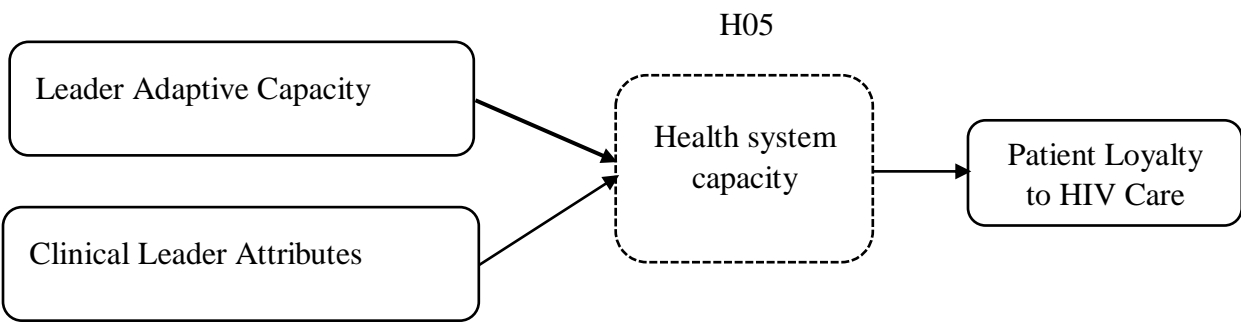 H05
Leader Adaptive Capacity
Health system
capacity
Patient Loyalty
to HIV Care
Clinical Leader Attributes